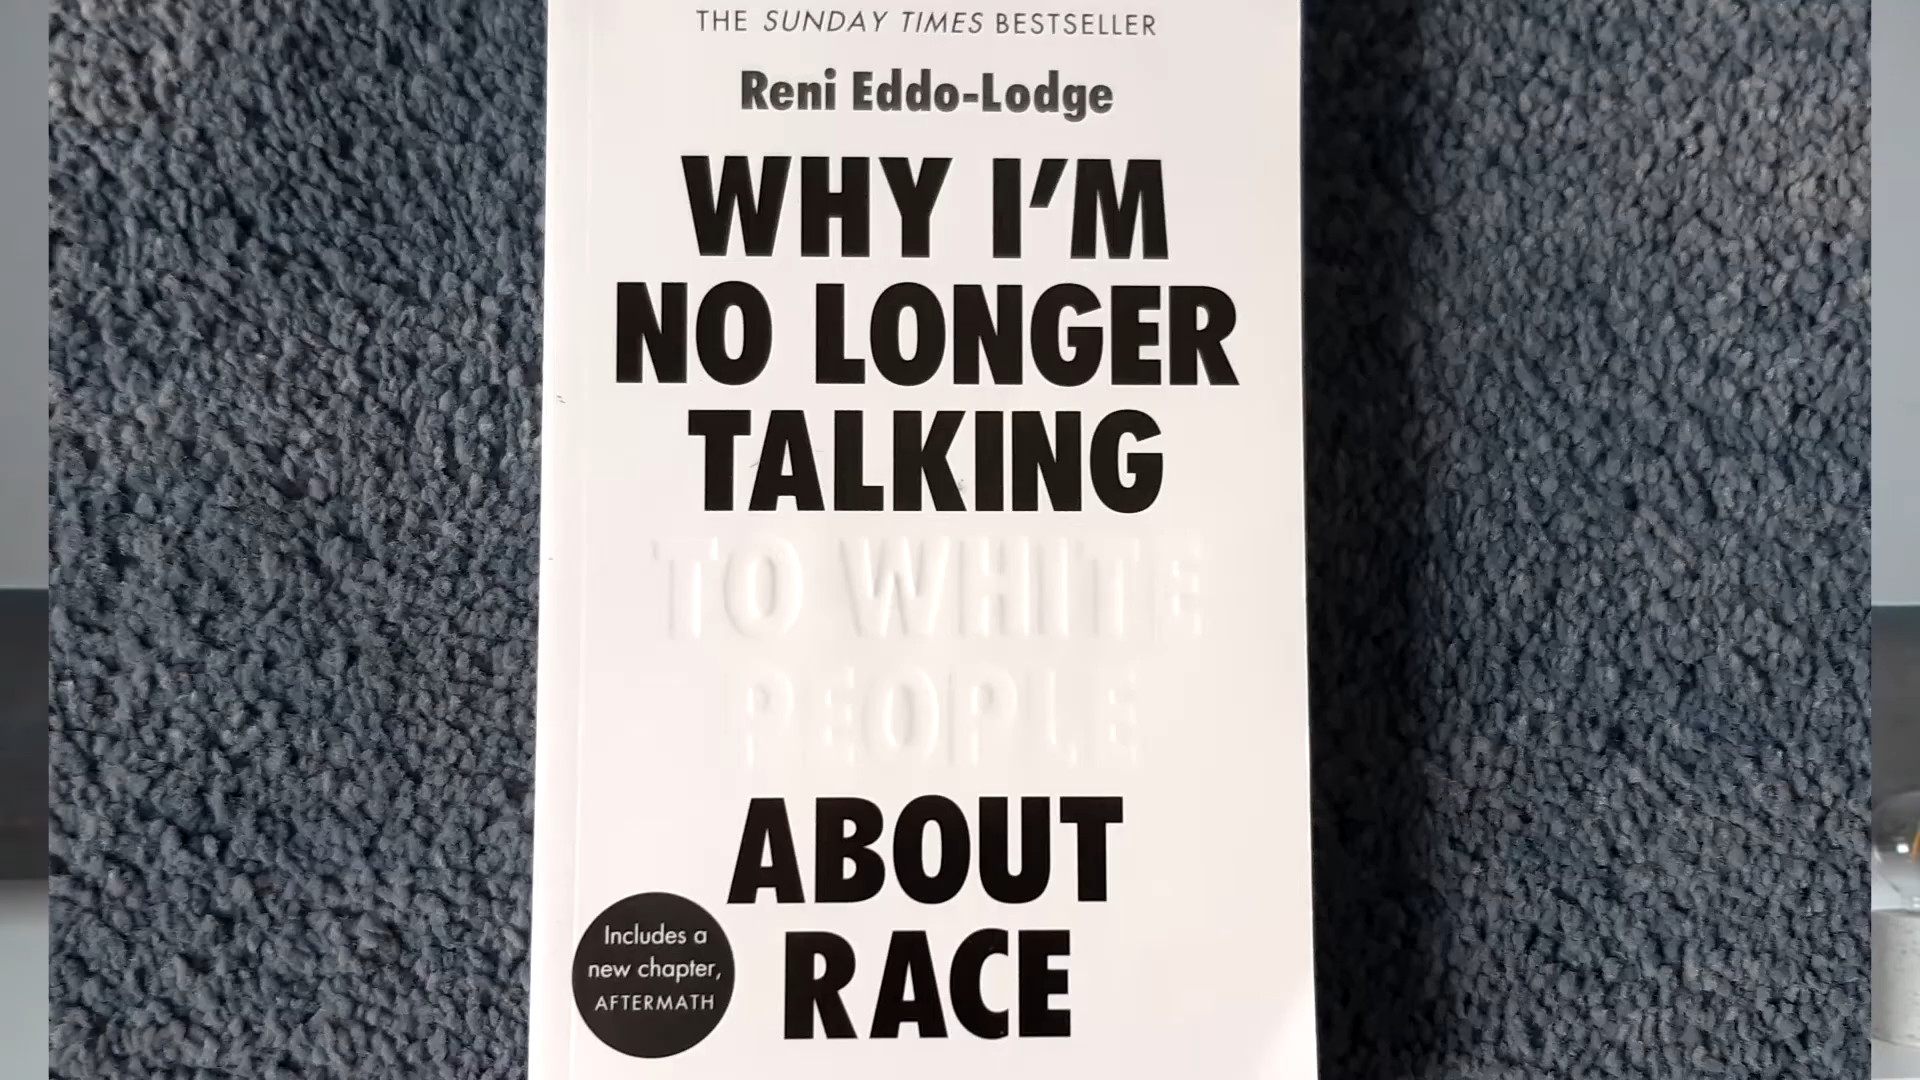 THE SUNDAY TIMES BESTSELLER
Reni Eddo-Lodge
WHY I'M
NO LONGER
TALKING
TO WHITE
PEOPLE
ABOUT
RACE
Includes a
new chapter,
AFTERMATH